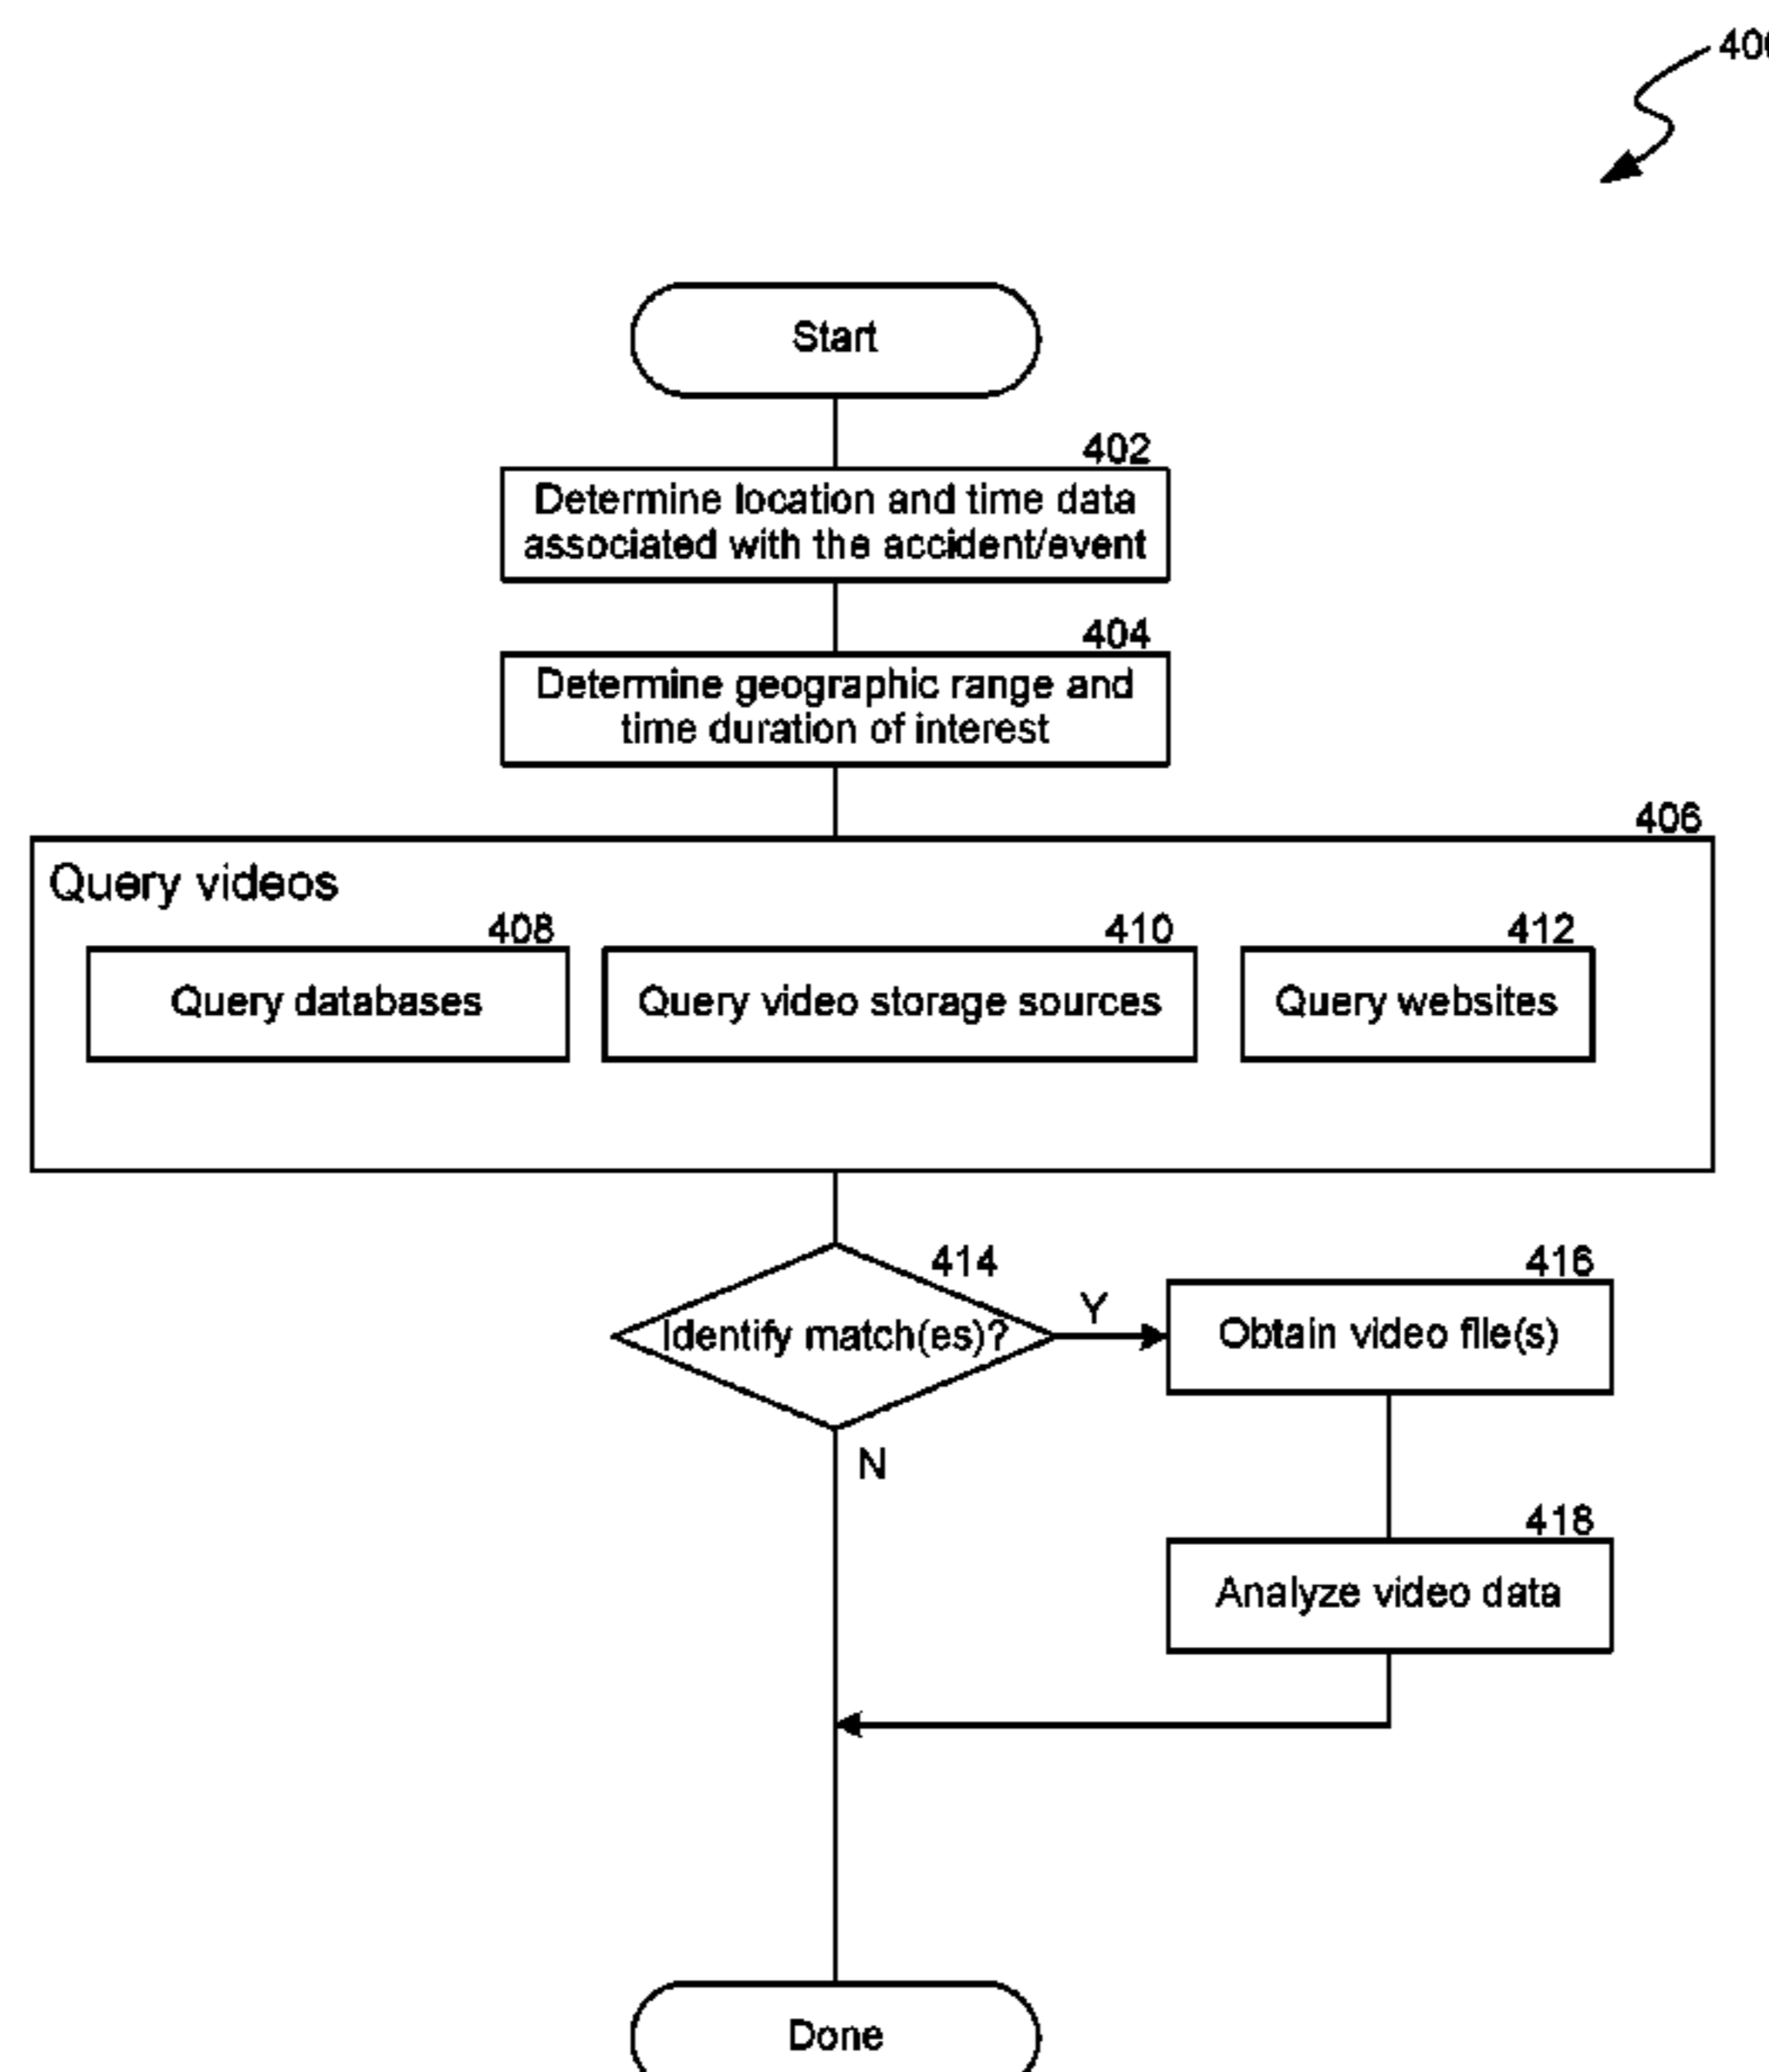 400
Start
402
Determine location and time data
associated with the accident/event
404
Determine geographic range and
time duration of interest
406
Query videos
408
Query databases
410
Query video storage sources
412
Query websites
414
Identify match(es)?
Y
416
Obtain video file(s)
N
418
Analyze video data
Done